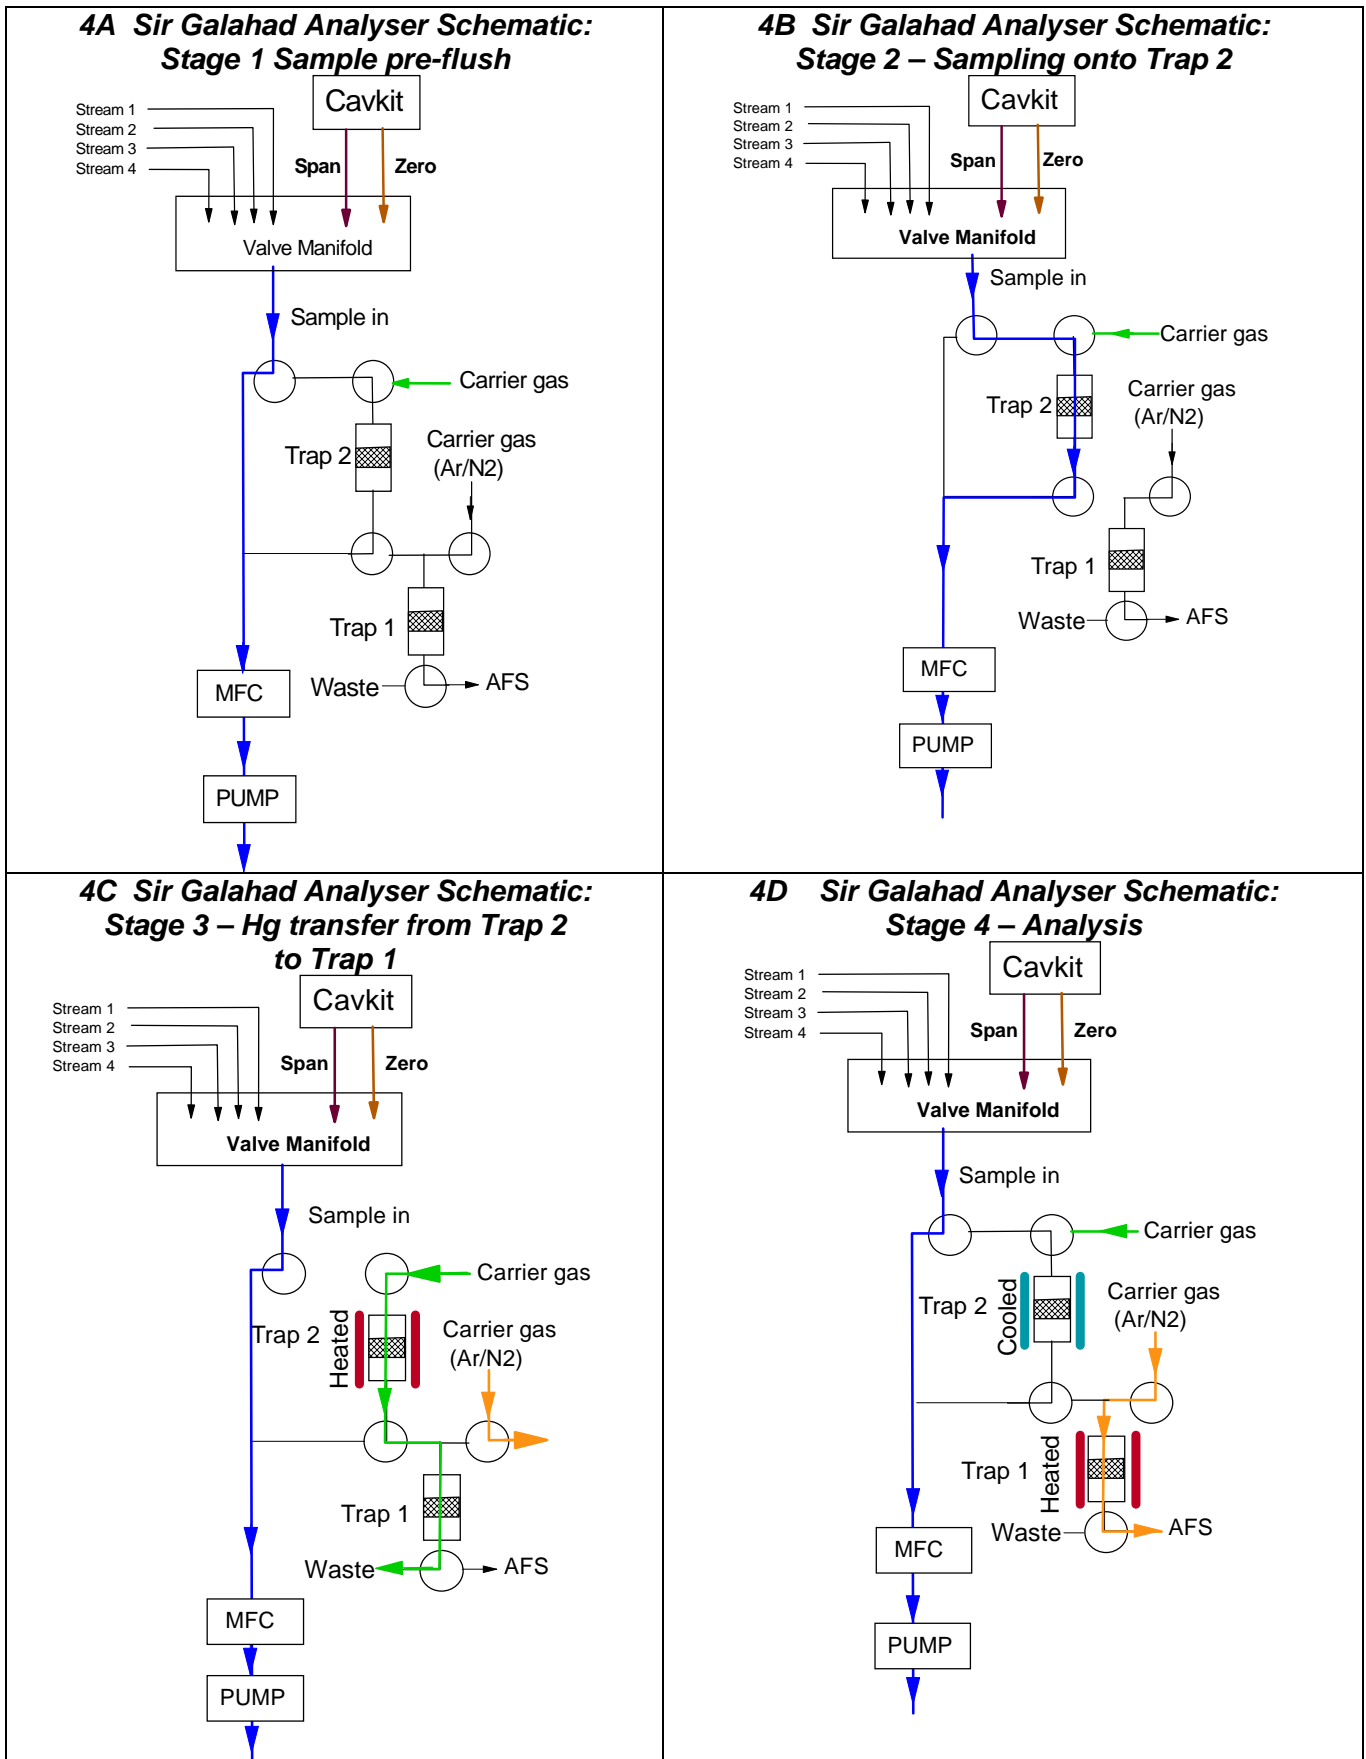 4A Sir Galahad Analyser Schematic:
Stage 1 Sample pre-flush
Cavkit
Stream 1
Stream 2
Stream 3
Stream 4
Span
Zero
Valve Manifold
Sample in
Carrier gas
Trap 2
Carrier gas
(Ar/N2)
Trap 1
Waste
AFS
MFC
PUMP
4B Sir Galahad Analyser Schematic:
Stage 2 – Sampling onto Trap 2
Cavkit
Stream 1
Stream 2
Stream 3
Stream 4
Span
Zero
Valve Manifold
Sample in
Carrier gas
Trap 2
Carrier gas
(Ar/N2)
Trap 1
Waste
AFS
MFC
PUMP
4C Sir Galahad Analyser Schematic:
Stage 3 – Hg transfer from Trap 2
to Trap 1
Cavkit
Stream 1
Stream 2
Stream 3
Stream 4
Span
Zero
Valve Manifold
Sample in
Carrier gas
Trap 2
Heated
Carrier gas
(Ar/N2)
Trap 1
Waste
AFS
MFC
PUMP
4D Sir Galahad Analyser Schematic:
Stage 4 – Analysis
Cavkit
Stream 1
Stream 2
Stream 3
Stream 4
Span
Zero
Valve Manifold
Sample in
Carrier gas
Trap 2
Cooled
Carrier gas
(Ar/N2)
Trap 1
Heated
Waste
AFS
MFC
PUMP